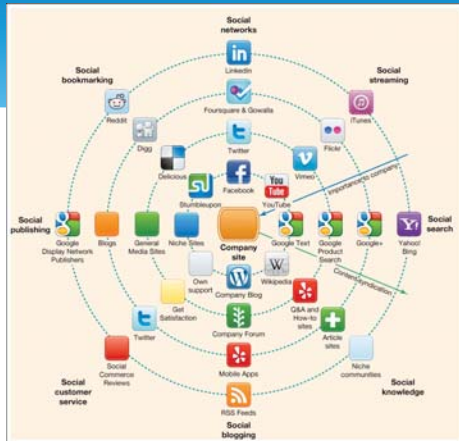 Social
networks
LinkedIn
Social
bookmarking
Social
streaming
Reddit
Foursquare & Gowalla
iTunes
Digg
Twitter
Flickr
Delicious
Facebook
Vimeo
Stumbleupon
You
Tube
YouTube
Importance to company
Social
publishing
Google
Display Network
Publishers
Blogs
General
Media Sites
Niche Sites
Company
site
Google Text
Google
Product
Search
Google+
Yahoo!
Bing
Social
search
Own
support
Company Blog
Wikipedia
Content syndication
Get
Satisfaction
Company Forum
Q&A and
How-to
sites
Twitter
Article
sites
Social
Commerce
Reviews
Mobile Apps
Niche
communities
Social
customer
service
RSS Feeds
Social
blogging
Social
knowledge